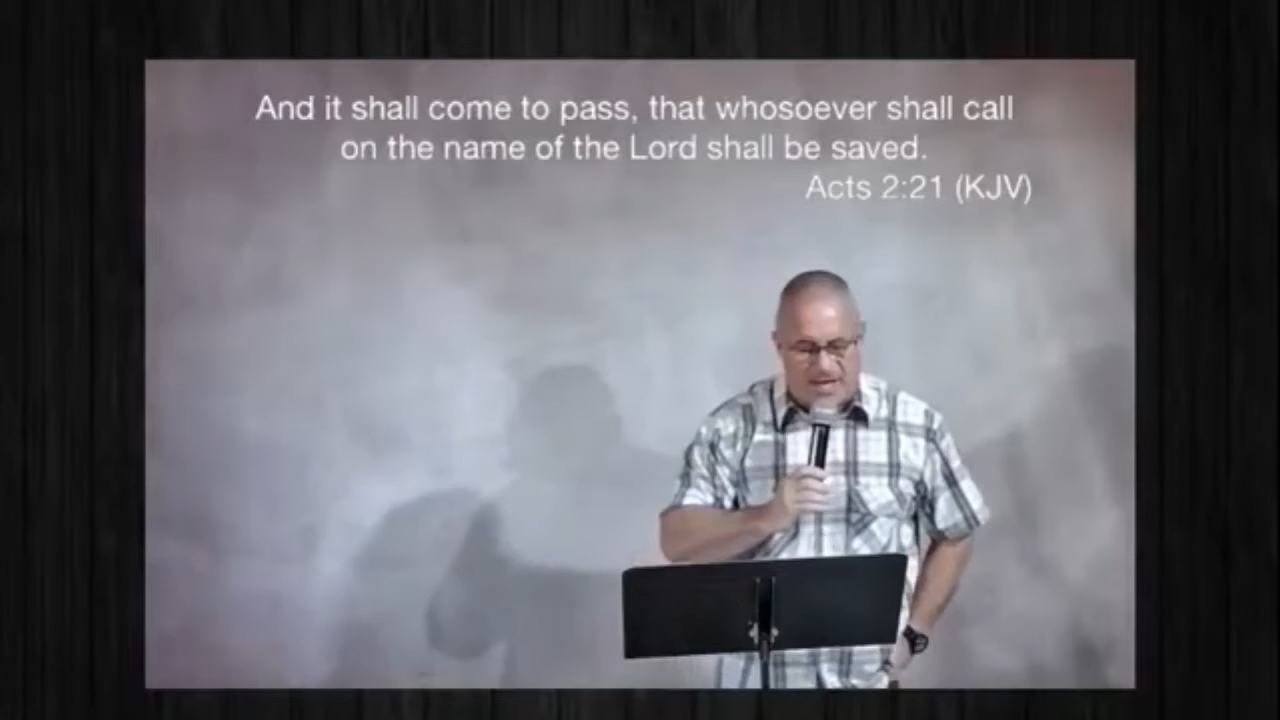 And it shall come to pass, that whosoever shall call
on the name of the Lord shall be saved.
Acts 2:21 (KJV)